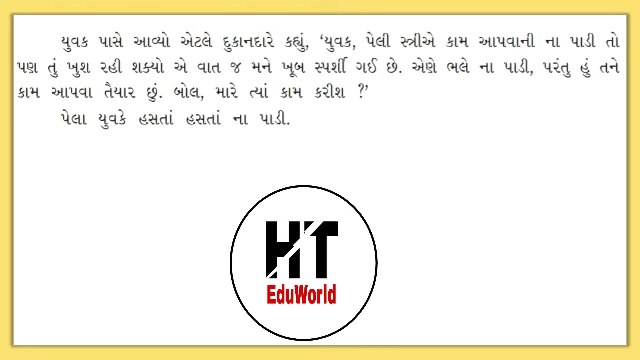 યુવક પાસે આવ્યો એટલે દુકાનદારે કહ્યું, ‘યુવક, પેલી સ્ત્રીએ કામ આપવાની ના પાડી તો
પણ તું ખુશ રહી શક્યો એ વાત જ મને ખૂબ સ્પર્શી ગઈ છે. એણે ભલે ના પાડી, પરંતુ હું તને
કામ આપવા તૈયાર છું. બોલ, મારે ત્યાં કામ કરીશ ?’
પેલા યુવકે હસતાં હસતાં ના પાડી.
HT
EduWorld